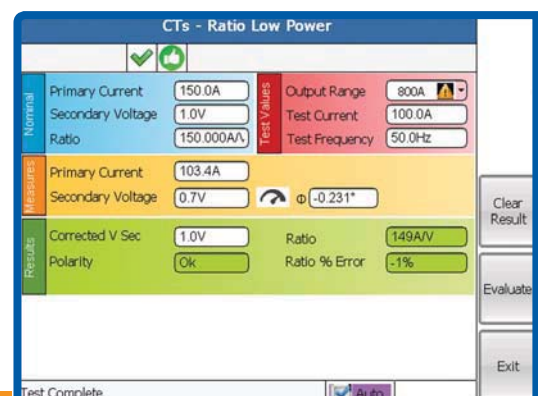 CTs - Ratio Low Power
Nominal
Primary Current 150.0A
Secondary Voltage 1.0V
Ratio 150.000A/\
Test Values
Output Range 800A
Test Current 100.0A
Test Frequency 50.0Hz
Measures
Primary Current 103.4A
Secondary Voltage 0.7V Φ -0.231°
Results
Corrected V Sec 1.0V
Polarity Ok
Ratio 149A/V
Ratio % Error -1%
Clear Result
Evaluate
Exit
Test Complete
Auto